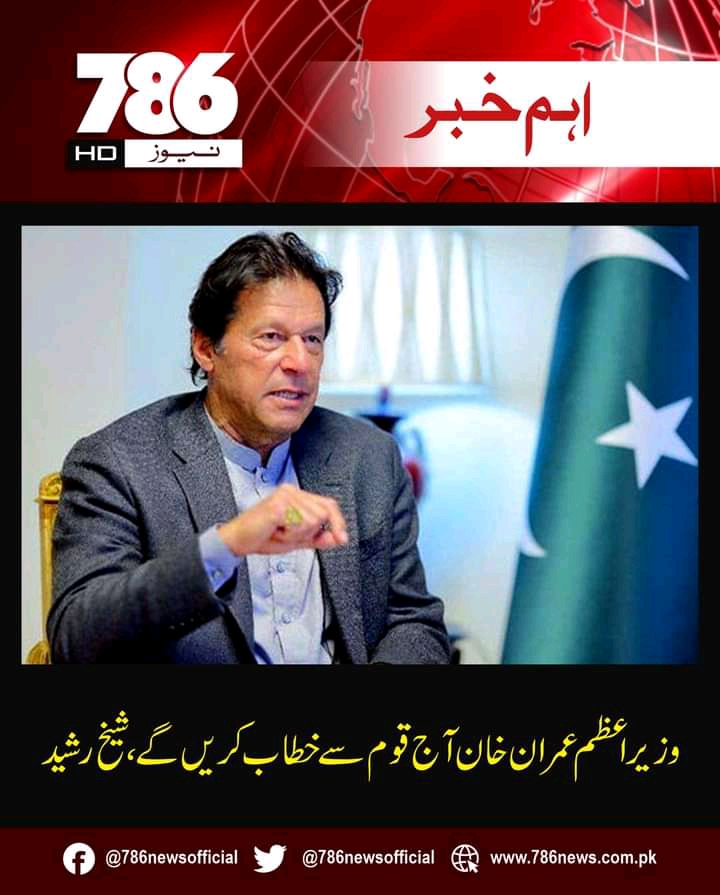 786
HD نیوز
اہم خبر
وزیراعظم عمران خان آج قوم سے خطاب کریں گے، شیخ رشید
@786newsofficial @786newsofficial www.786news.com.pk